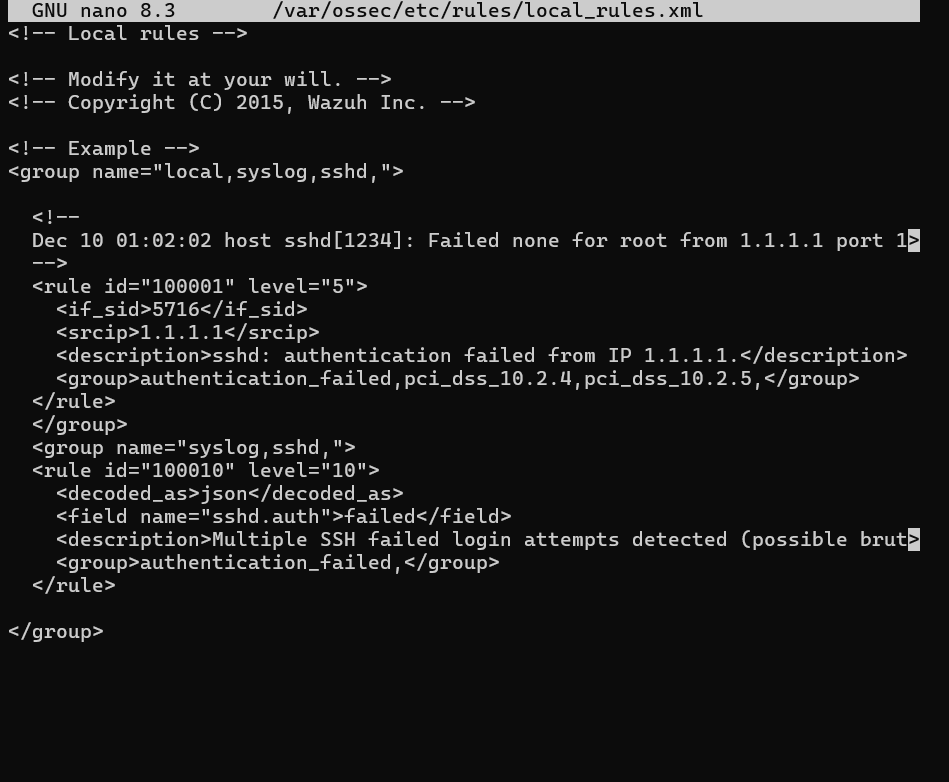 GNU nano 8.3 /var/ossec/etc/rules/local_rules.xml
<!-- Local rules -->
<!-- Modify it at your will. -->
<!-- Copyright (C) 2015, Wazuh Inc. -->
<!-- Example -->
<group name="local,syslog,sshd,">
<!--
Dec 10 01:02:02 host sshd[1234]: Failed none for root from 1.1.1.1 port 1>
-->
<rule id="100001" level="5">
<if_sid>5716</if_sid>
<srcip>1.1.1.1</srcip>
<description>sshd: authentication failed from IP 1.1.1.1.</description>
<group>authentication_failed,pci_dss_10.2.4,pci_dss_10.2.5,</group>
</rule>
</group>
<group name="syslog,sshd,">
<rule id="100010" level="10">
<decoded_as>json</decoded_as>
<field name="sshd.auth">failed</field>
<description>Multiple SSH failed login attempts detected (possible brut>
<group>authentication_failed,</group>
</rule>
</group>